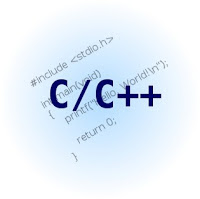 #include <stdio.h>
int main(void)
{ printf("Hello, World!\n");
return 0;
}
C/C++